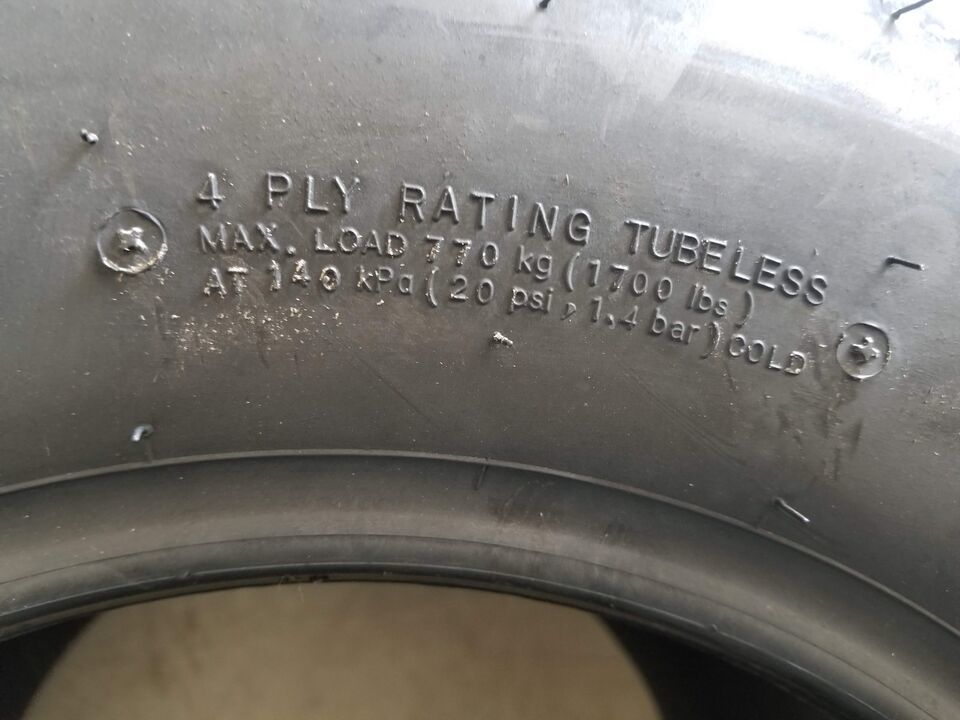 4 PLY RATING TUBELESS
MAX. LOAD 770 kg (1700 lbs)
AT 140 kPa (20 psi, 1.4 bar) COLD